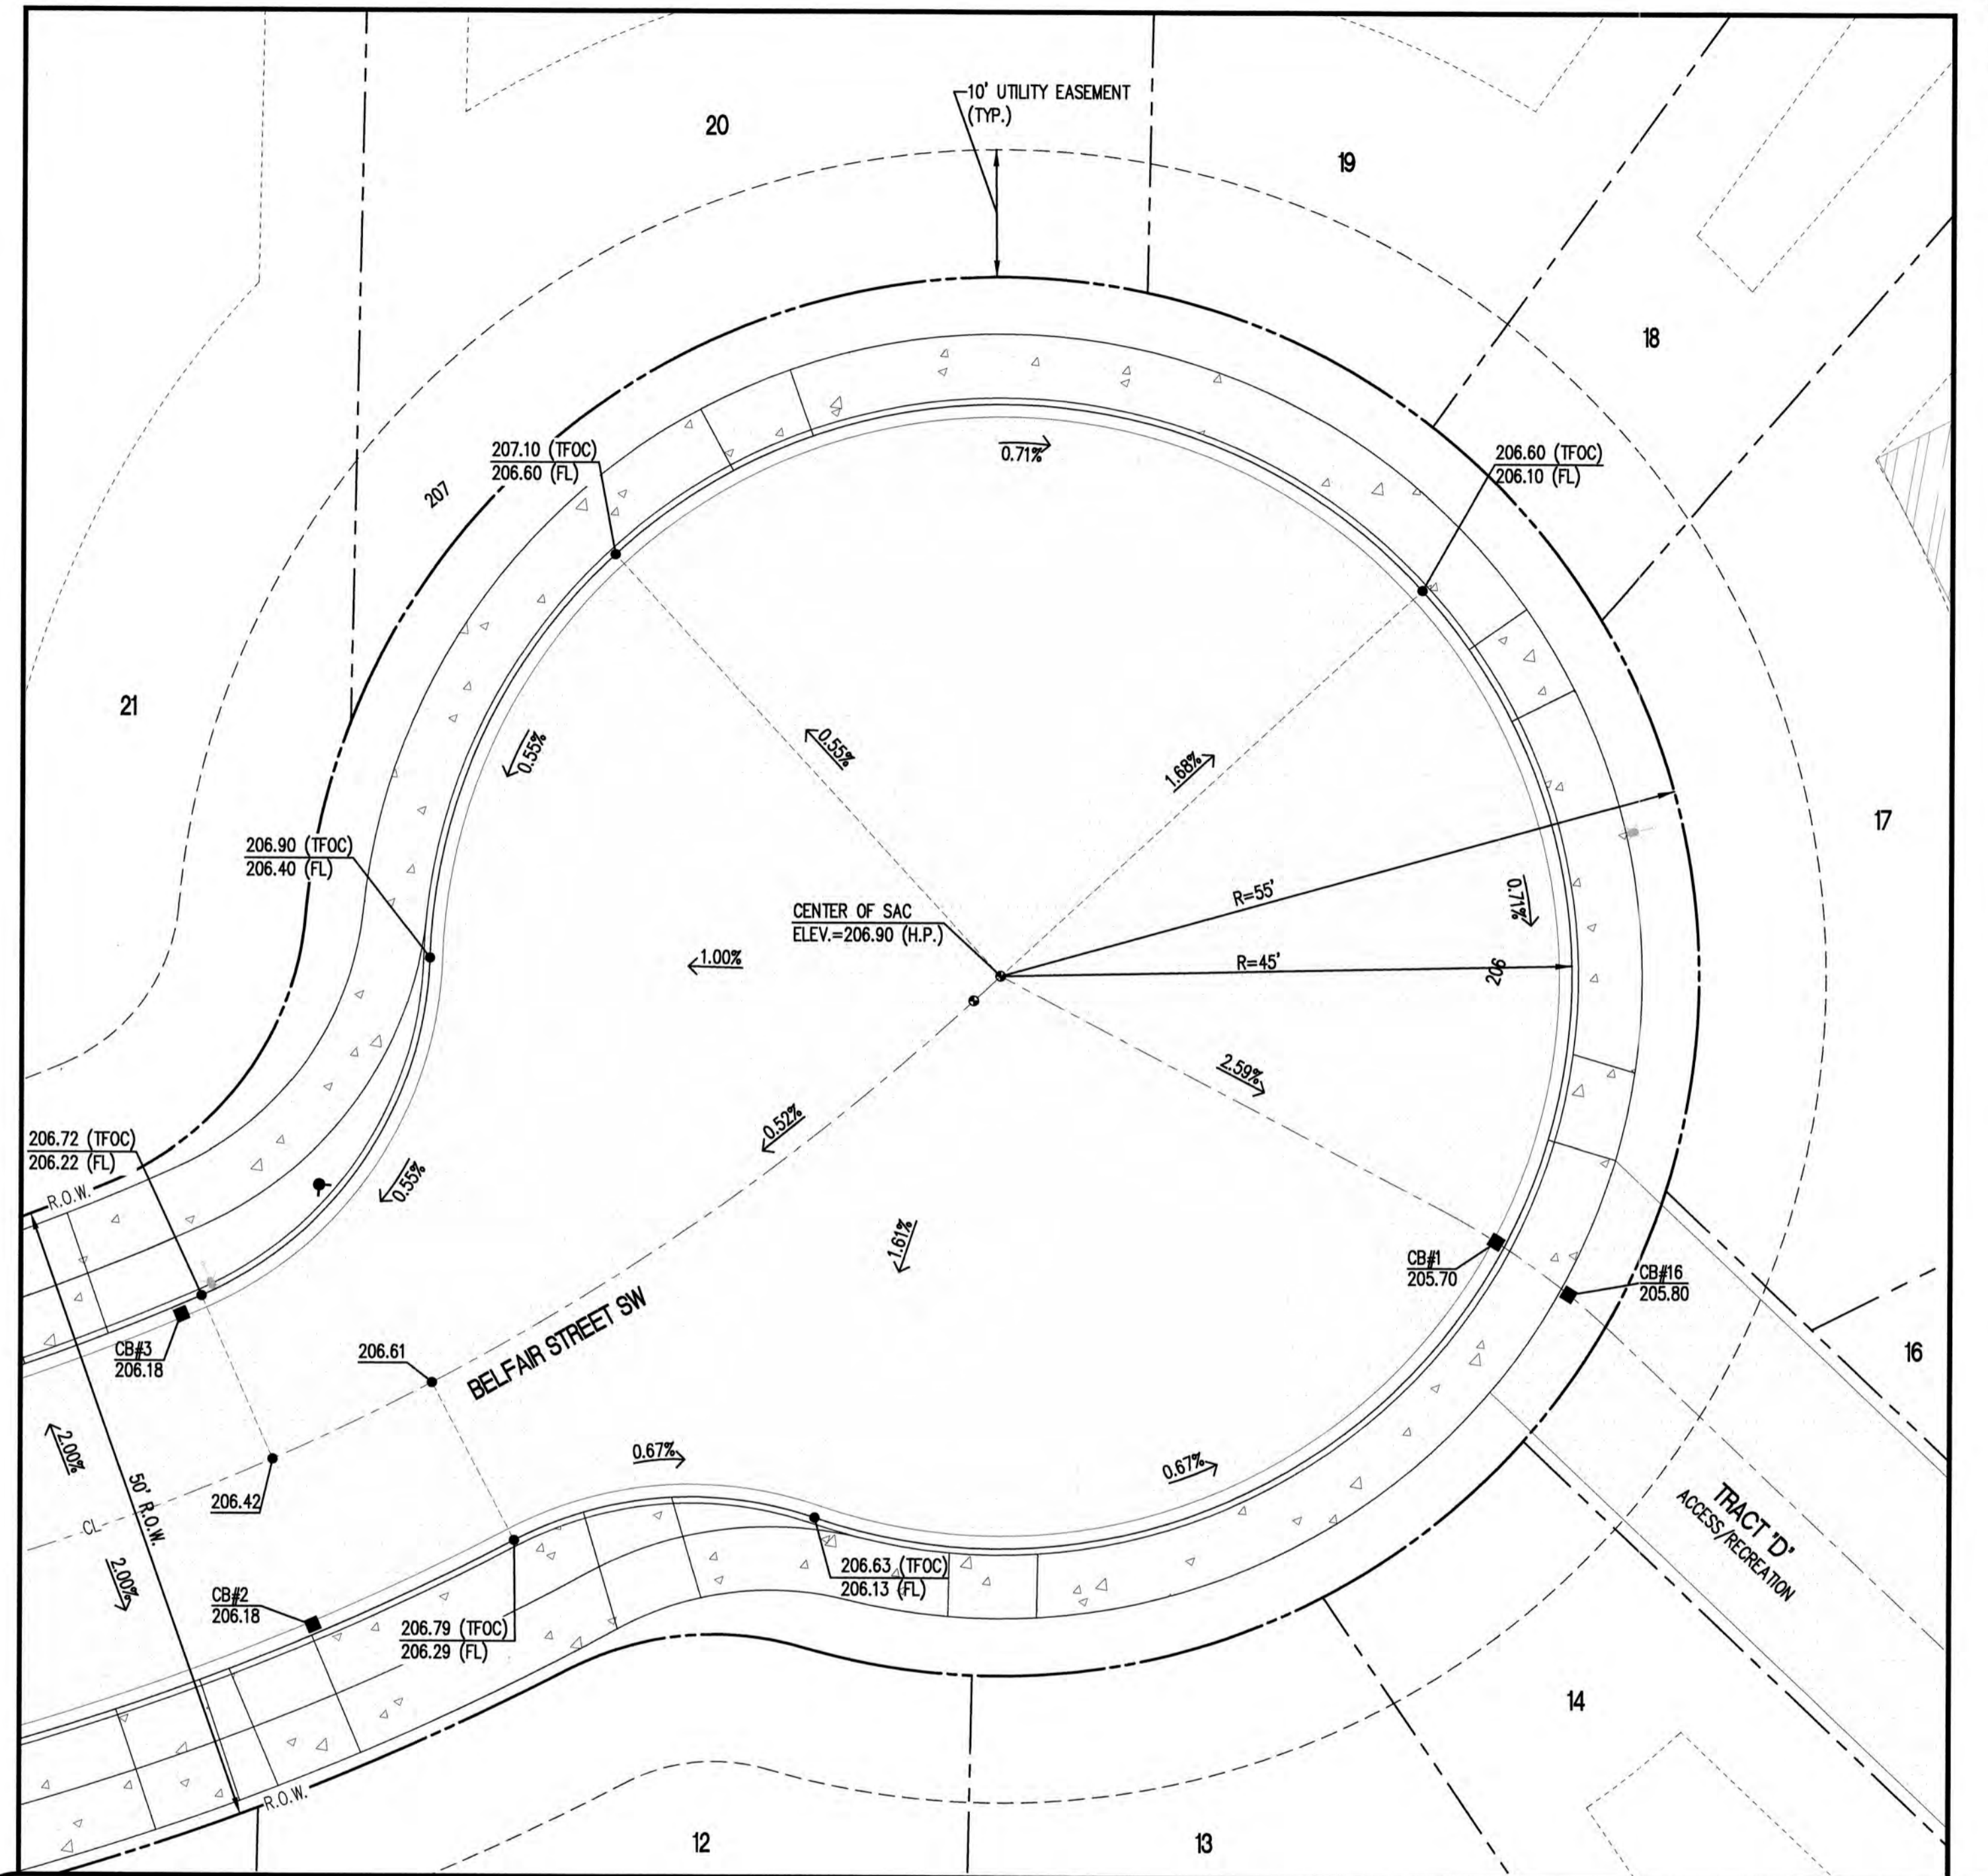 10' UTILITY EASEMENT
(TYP.)
20
19
18
207.10 (TFOC)
206.60 (FL)
0.71%
206.60 (TFOC)
206.10 (FL)
207
21
0.55%
0.55%
1.68%
17
206.90 (TFOC)
206.40 (FL)
CENTER OF SAC
ELEV.=206.90 (H.P.)
R=55'
0.71%
1.00%
R=45'
206
2.59%
0.52%
206.72 (TFOC)
206.22 (FL)
R.O.W.
0.55%
1.61%
CB#1
205.70
CB#16
205.80
CB#3
206.18
206.61
BELFAIR STREET SW
16
2.00%
50' R.O.W.
0.67%
0.67%
206.42
CL
TRACT 'D'
ACCESS/RECREATION
2.00%
206.63 (TFOC)
206.13 (FL)
CB#2
206.18
206.79 (TFOC)
206.29 (FL)
14
R.O.W.
12
13